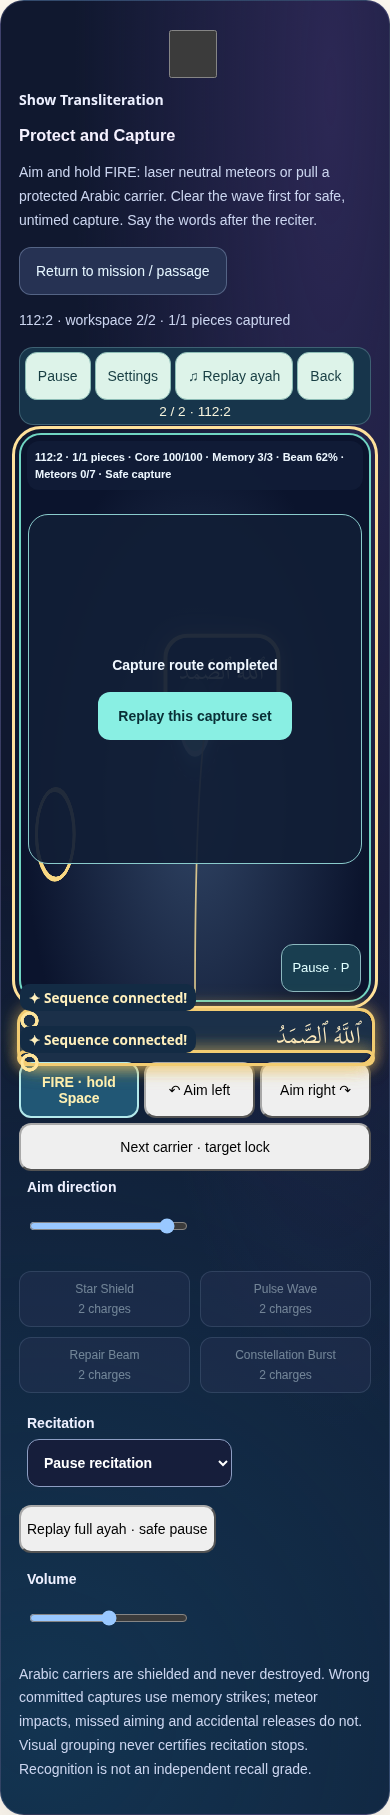 Show Transliteration
Protect and Capture
Aim and hold FIRE: laser neutral meteors or pull a
protected Arabic carrier. Clear the wave first for safe,
untimed capture. Say the words after the reciter.
Return to mission / passage
112:2 · workspace 2/2 · 1/1 pieces captured
Pause
Settings
♫ Replay ayah
Back
2 / 2 · 112:2
112:2 · 1/1 pieces · Core 100/100 · Memory 3/3 · Beam 62% ·
Meteors 0/7 · Safe capture
ٱللَّهُ ٱلصَّمَدُ
Capture route completed
Replay this capture set
Pause · P
✦ Sequence connected!
✦ Sequence connected!
ٱللَّهُ ٱلصَّمَدُ
FIRE · hold
Space
↶ Aim left
Aim right ↷
Next carrier · target lock
Aim direction
Star Shield
2 charges
Pulse Wave
2 charges
Repair Beam
2 charges
Constellation Burst
2 charges
Recitation
Pause recitation
Replay full ayah · safe pause
Volume
Arabic carriers are shielded and never destroyed. Wrong
committed captures use memory strikes; meteor
impacts, missed aiming and accidental releases do not.
Visual grouping never certifies recitation stops.
Recognition is not an independent recall grade.